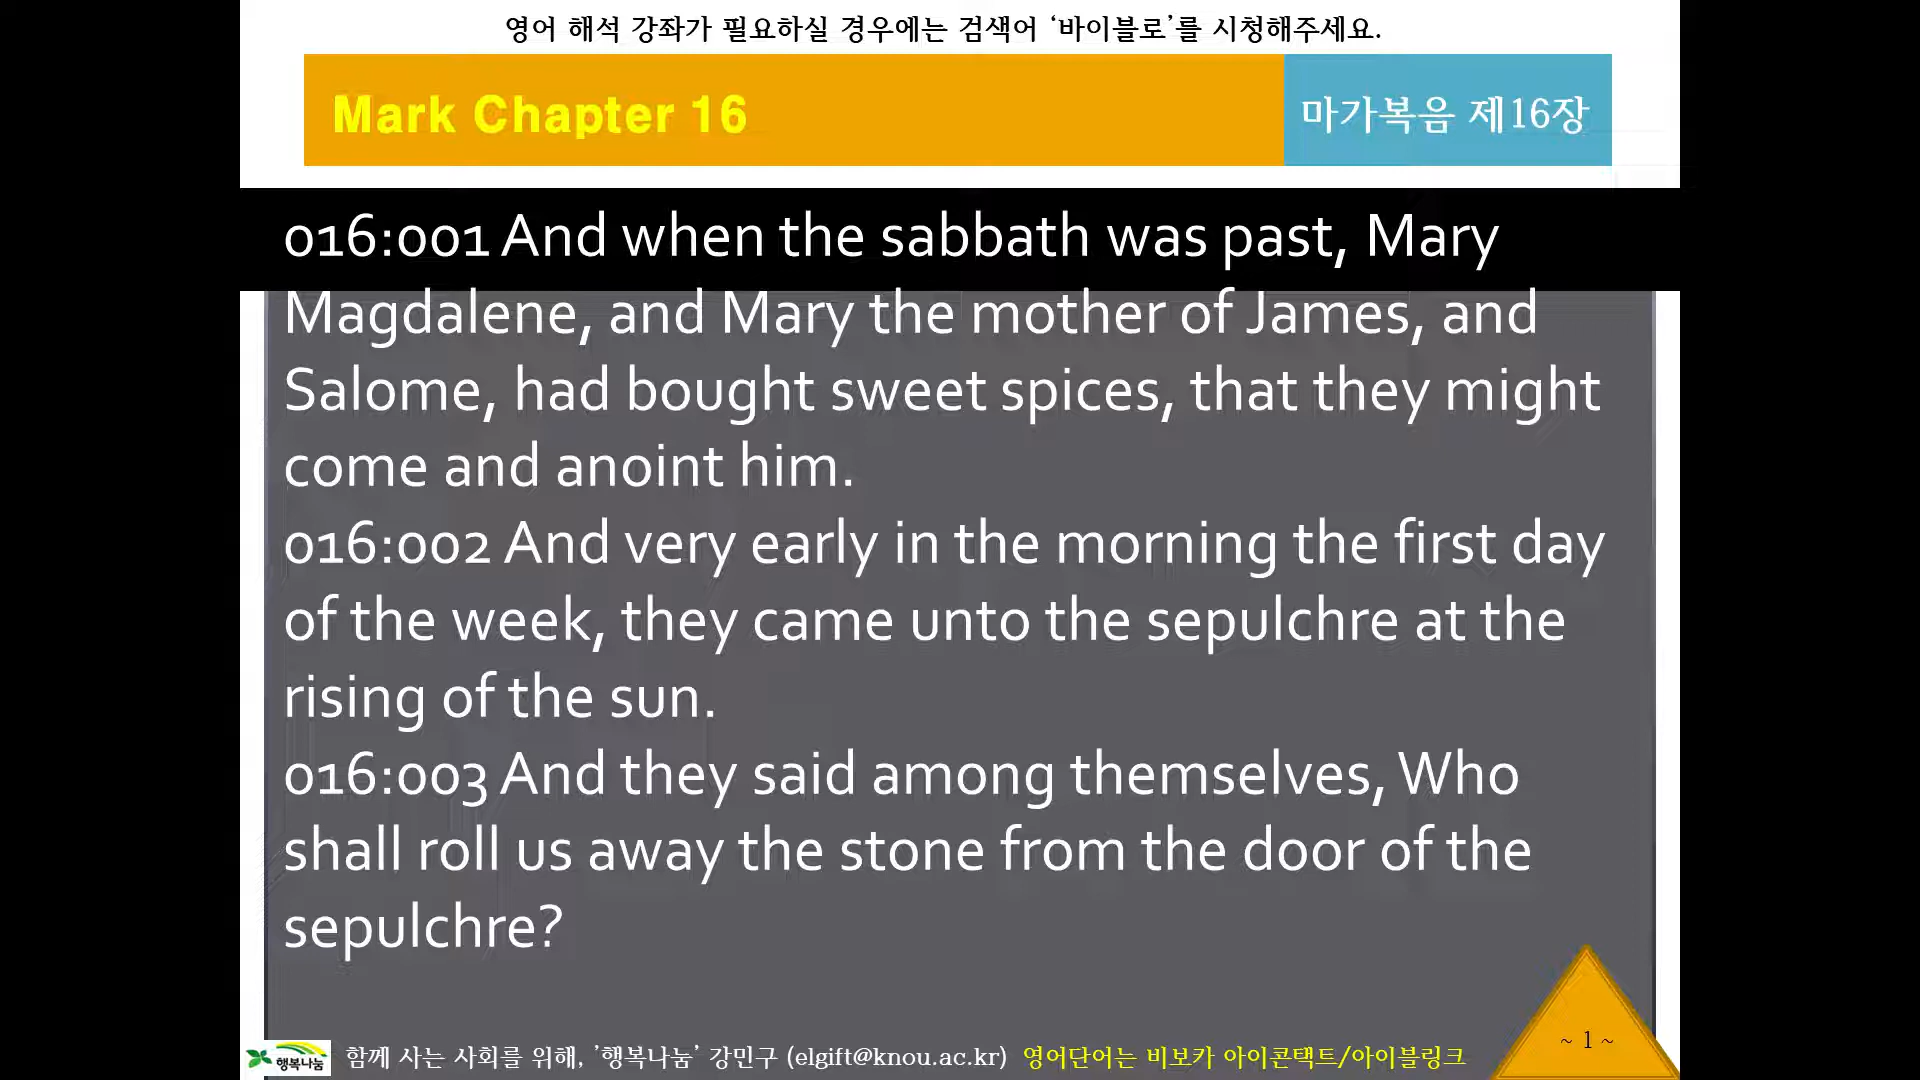 영어 해석 강좌가 필요하실 경우에는 검색어 ‘바이블로’를 시청해주세요.
Mark Chapter 16
마가복음 제16장
016:001 And when the sabbath was past, Mary
Magdalene, and Mary the mother of James, and
Salome, had bought sweet spices, that they might
come and anoint him.
016:002 And very early in the morning the first day
of the week, they came unto the sepulchre at the
rising of the sun.
016:003 And they said among themselves, Who
shall roll us away the stone from the door of the
sepulchre?
~ 1 ~
행복나눔 함께 사는 사회를 위해, ’행복나눔’ 강민구 (elgift@knou.ac.kr) 영어단어는 비보카 아이콘택트/아이블링크